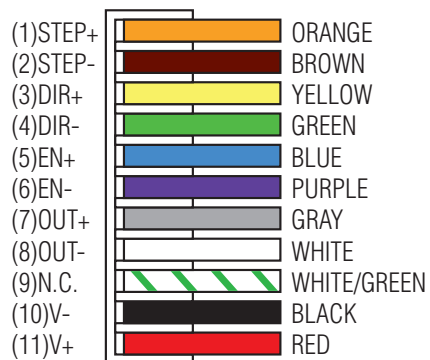 (1)STEP+ ORANGE
(2)STEP- BROWN
(3)DIR+ YELLOW
(4)DIR- GREEN
(5)EN+ BLUE
(6)EN- PURPLE
(7)OUT+ GRAY
(8)OUT- WHITE
(9)N.C. WHITE/GREEN
(10)V- BLACK
(11)V+ RED